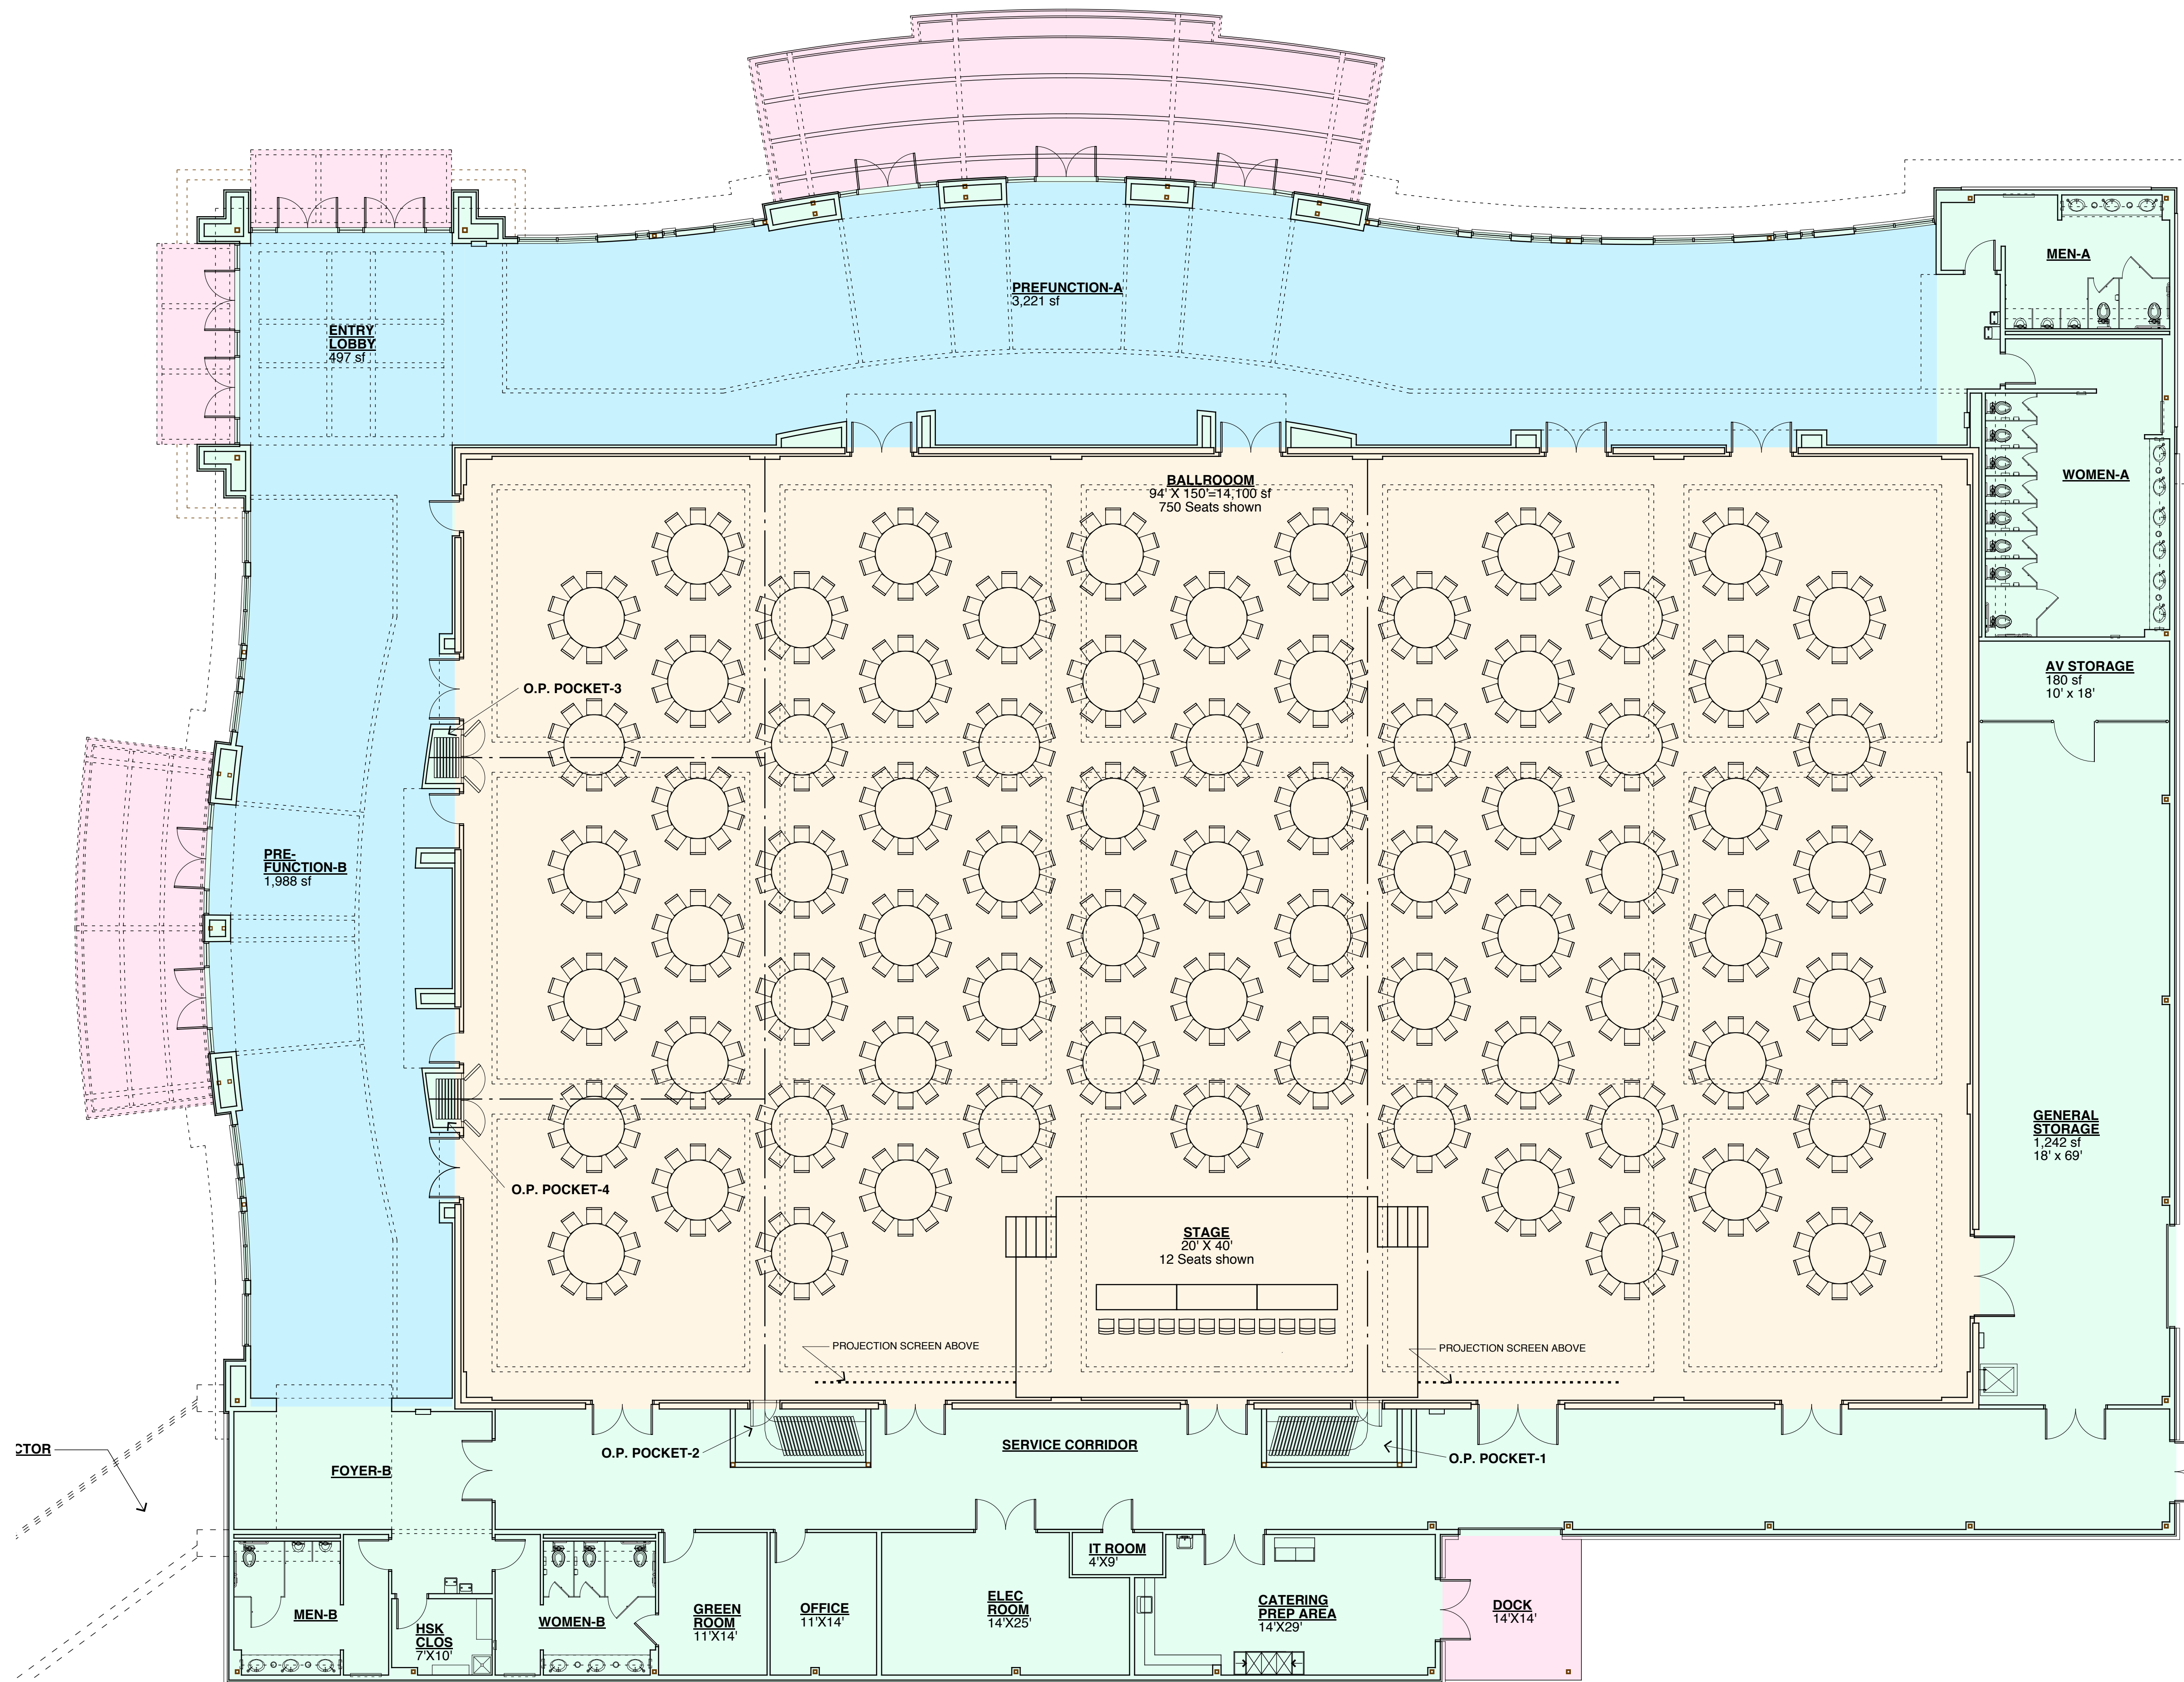 MEN-A
PREFUNCTION-A
3,221 sf
ENTRY
LOBBY
497 sf
BALLROOOM
94' X 150'=14,100 sf
750 Seats shown
WOMEN-A
AV STORAGE
180 sf
10' x 18'
O.P. POCKET-3
PRE-
FUNCTION-B
1,988 sf
GENERAL
STORAGE
1,242 sf
18' x 69'
O.P. POCKET-4
STAGE
20' X 40'
12 Seats shown
PROJECTION SCREEN ABOVE
PROJECTION SCREEN ABOVE
CTOR
FOYER-B
O.P. POCKET-2
SERVICE CORRIDOR
O.P. POCKET-1
IT ROOM
4'X9'
MEN-B
HSK
CLOS
7'X10'
WOMEN-B
GREEN
ROOM
11'X14'
OFFICE
11'X14'
ELEC
ROOM
14'X25'
CATERING
PREP AREA
14'X29'
DOCK
14'X14'